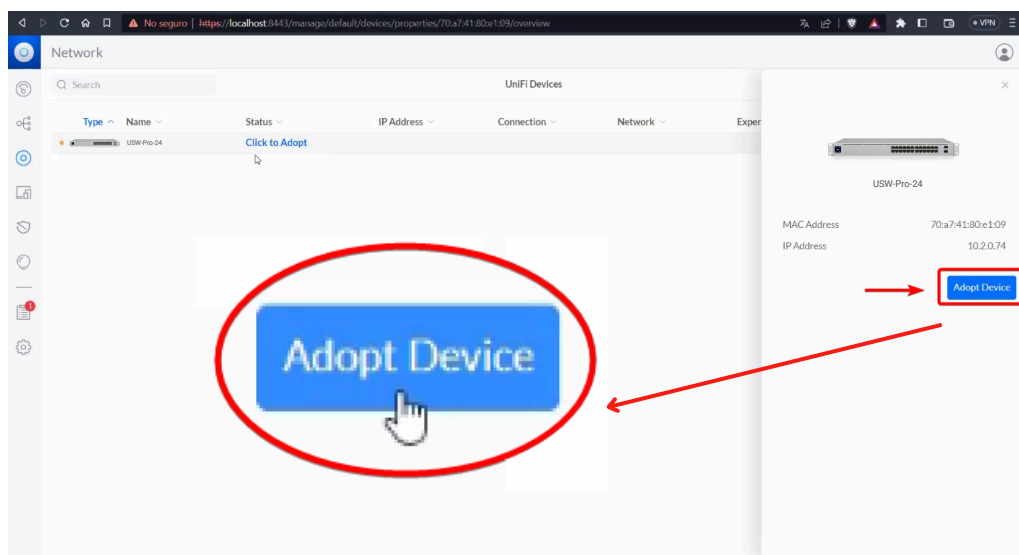 No seguro | https://localhost:8443/manage/default/devices/properties/70:a7:41:80:e1:09/overview
VPN
Network
Search
UniFi Devices
Type Name Status IP Address Connection Network Exper
USW-Pro-24 Click to Adopt
USW-Pro-24
MAC Address 70:a7:41:80:e1:09
IP Address 10.2.0.74
Adopt Device
Adopt Device
1